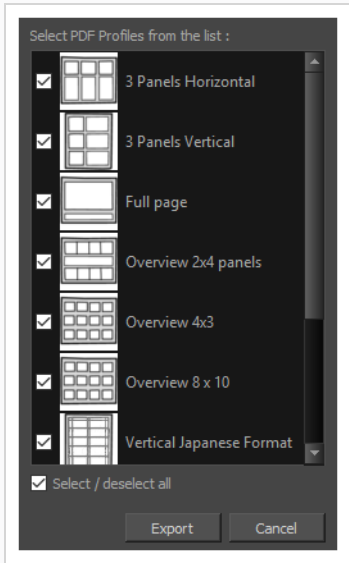 Select PDF Profiles from the list :
3 Panels Horizontal
3 Panels Vertical
Full page
Overview 2x4 panels
Overview 4x3
Overview 8 x 10
Vertical Japanese Format
Select / deselect all
Export Cancel